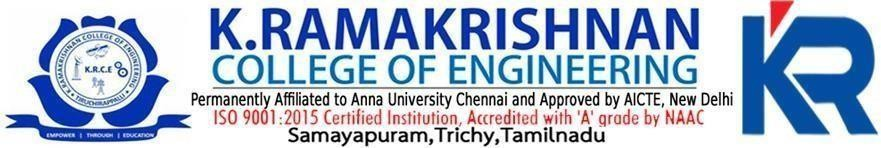 K.RAMAKRISHNAN COLLEGE OF ENGINEERING
K.R.C.E
TIRUCHIRAPPALLI
EMPOWER | THROUGH | EDUCATION
K.RAMAKRISHNAN
COLLEGE OF ENGINEERING
Permanently Affiliated to Anna University Chennai and Approved by AICTE, New Delhi
ISO 9001:2015 Certified Institution, Accredited with 'A' grade by NAAC
Samayapuram,Trichy,Tamilnadu
KR